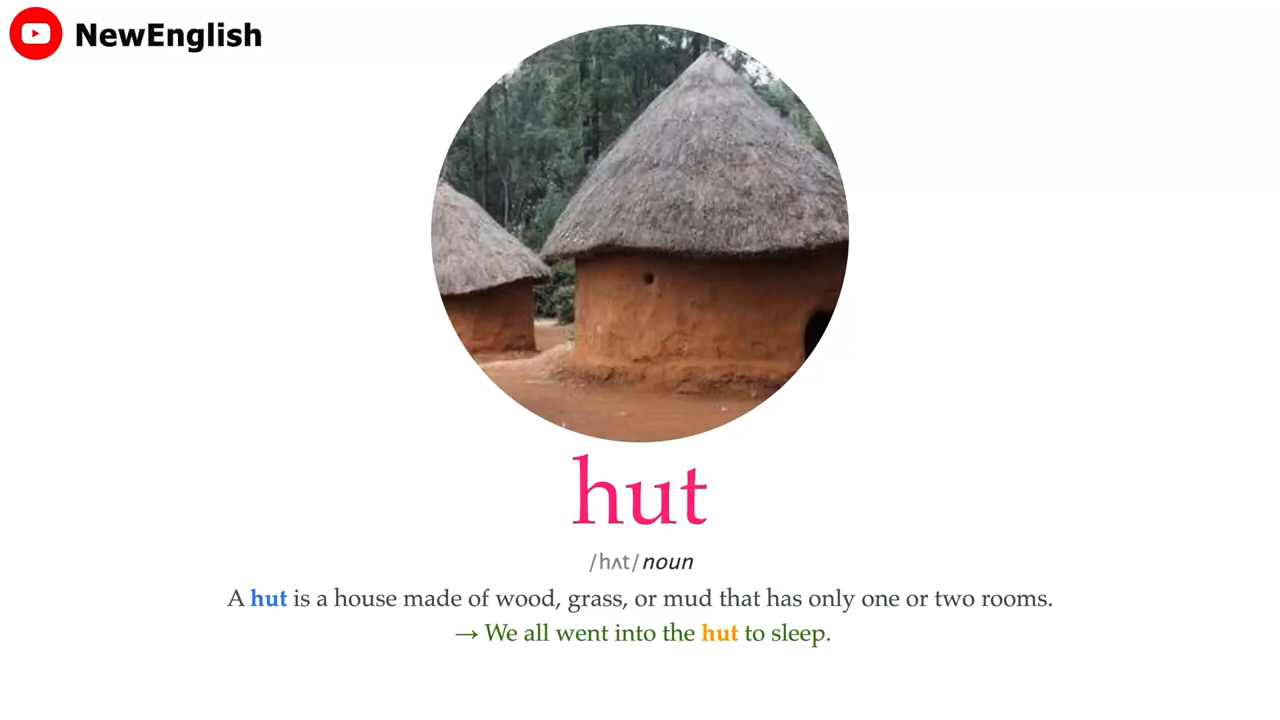 NewEnglish
hut
/hʌt/ noun
A hut is a house made of wood, grass, or mud that has only one or two rooms.
→ We all went into the hut to sleep.